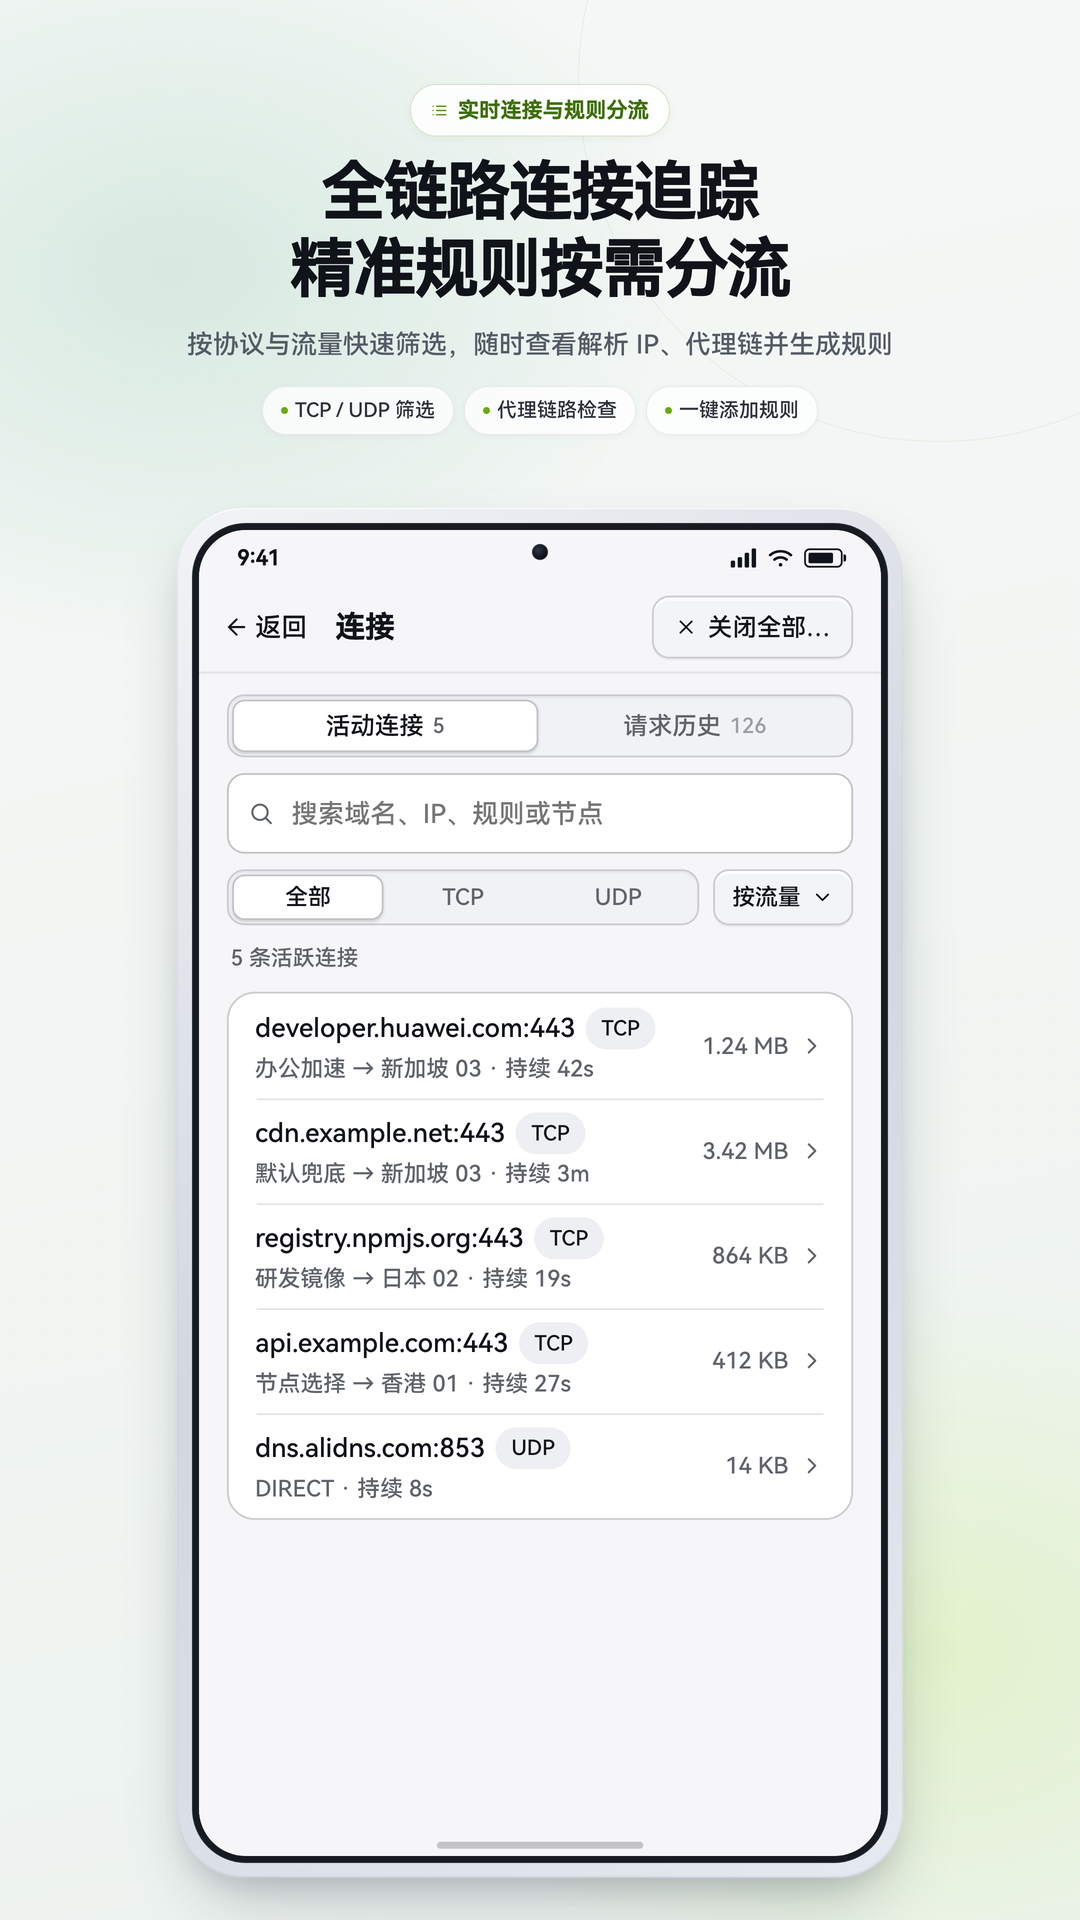 实时连接与规则分流
全链路连接追踪
精准规则按需分流
按协议与流量快速筛选，随时查看解析 IP、代理链并生成规则
TCP / UDP 筛选
代理链路检查
一键添加规则
9:41
返回 连接
关闭全部...
活动连接 5
请求历史 126
搜索域名、IP、规则或节点
全部
TCP
UDP
按流量
5 条活跃连接
developer.huawei.com:443 TCP
办公加速 → 新加坡 03 · 持续 42s
1.24 MB
cdn.example.net:443 TCP
默认兜底 → 新加坡 03 · 持续 3m
3.42 MB
registry.npmjs.org:443 TCP
研发镜像 → 日本 02 · 持续 19s
864 KB
api.example.com:443 TCP
节点选择 → 香港 01 · 持续 27s
412 KB
dns.alidns.com:853 UDP
DIRECT · 持续 8s
14 KB